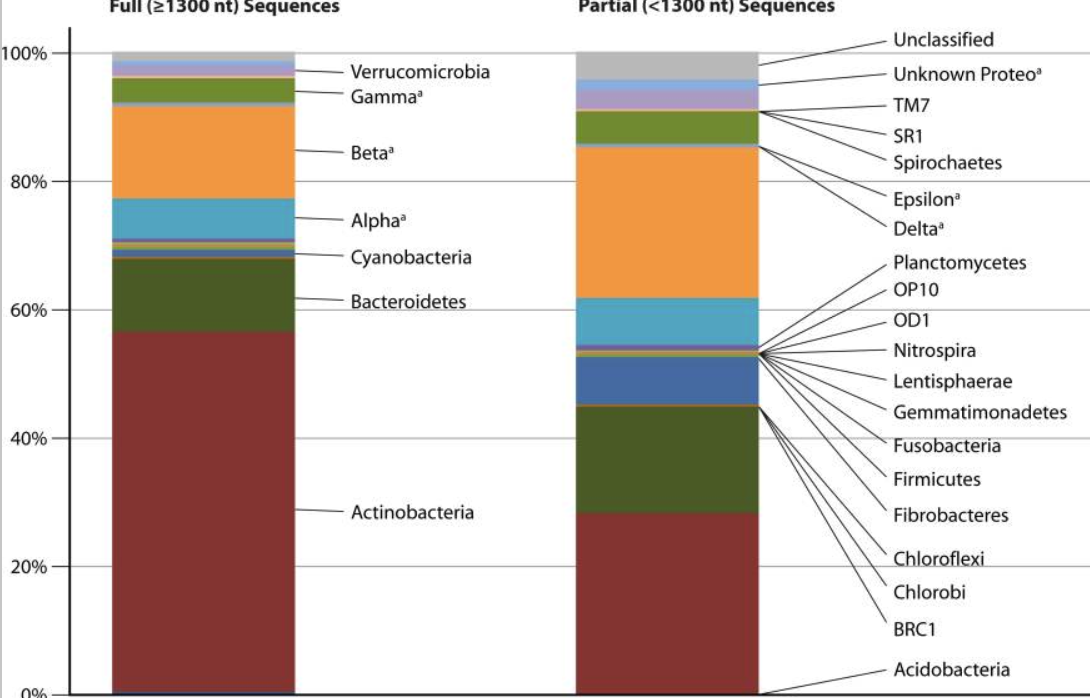 Full (≥1300 nt) Sequences
Partial (<1300 nt) Sequences
100%
80%
60%
40%
20%
0%
Verrucomicrobia
Gammaª
Betaª
Alphaª
Cyanobacteria
Bacteroidetes
Actinobacteria
Unclassified
Unknown Proteoª
TM7
SR1
Spirochaetes
Epsilonª
Deltaª
Planctomycetes
OP10
OD1
Nitrospira
Lentisphaerae
Gemmatimonadetes
Fusobacteria
Firmicutes
Fibrobacteres
Chloroflexi
Chlorobi
BRC1
Acidobacteria